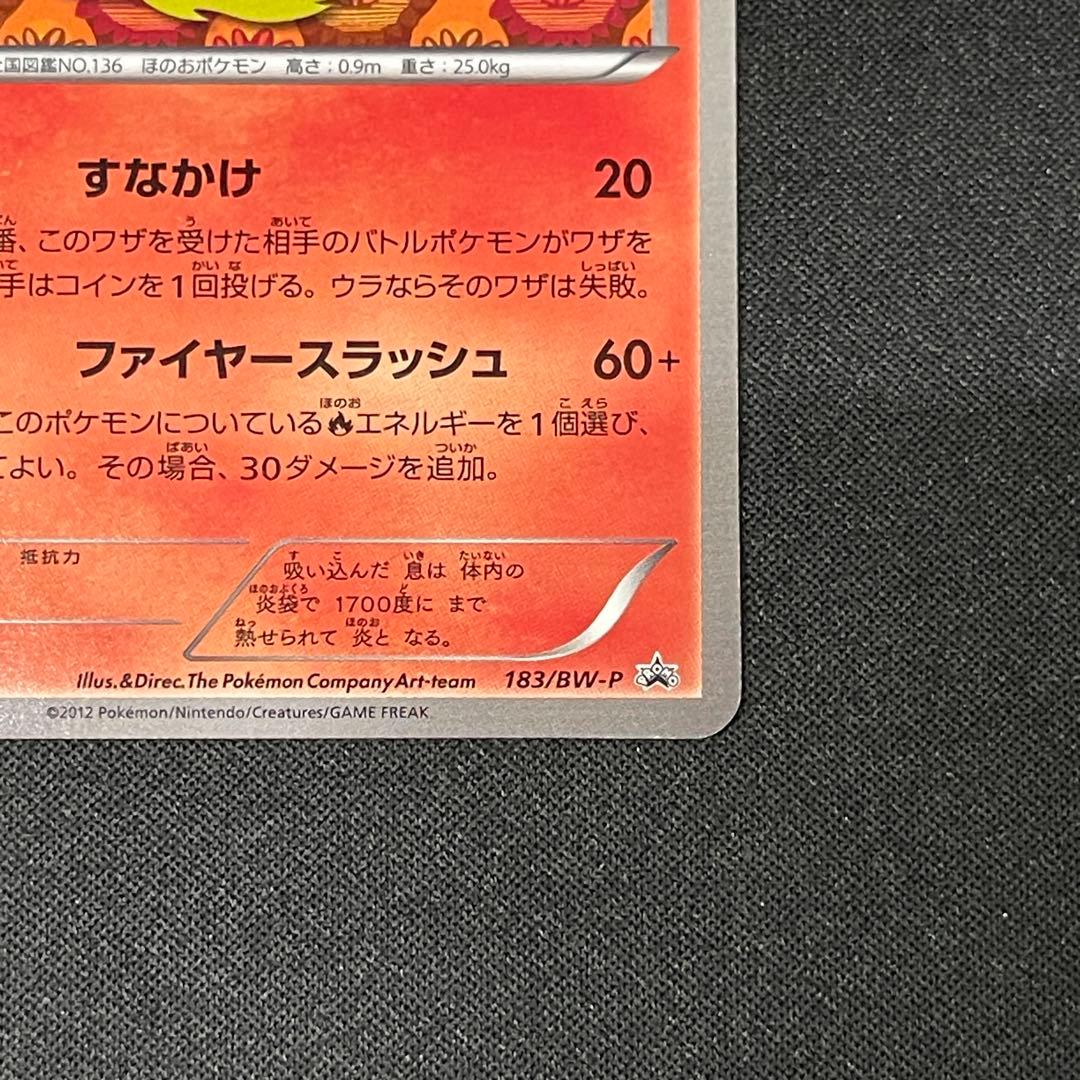 国図鑑NO.136 ほのおポケモン 高さ:0.9m 重さ:25.0kg
すなかけ 20
番、このワザを受けた相手のバトルポケモンがワザを
手はコインを1回投げる。ウラならそのワザは失敗。
ファイヤースラッシュ 60+
このポケモンについているエネルギーを1個選び、
てよい。その場合、30ダメージを追加。
抵抗力
吸い込んだ 息は 体内の
炎袋で 1700度に まで
熱せられて 炎と なる。
Illus.&Direc.The Pokémon Company Art-team 183/BW-P
©2012 Pokémon/Nintendo/Creatures/GAME FREAK